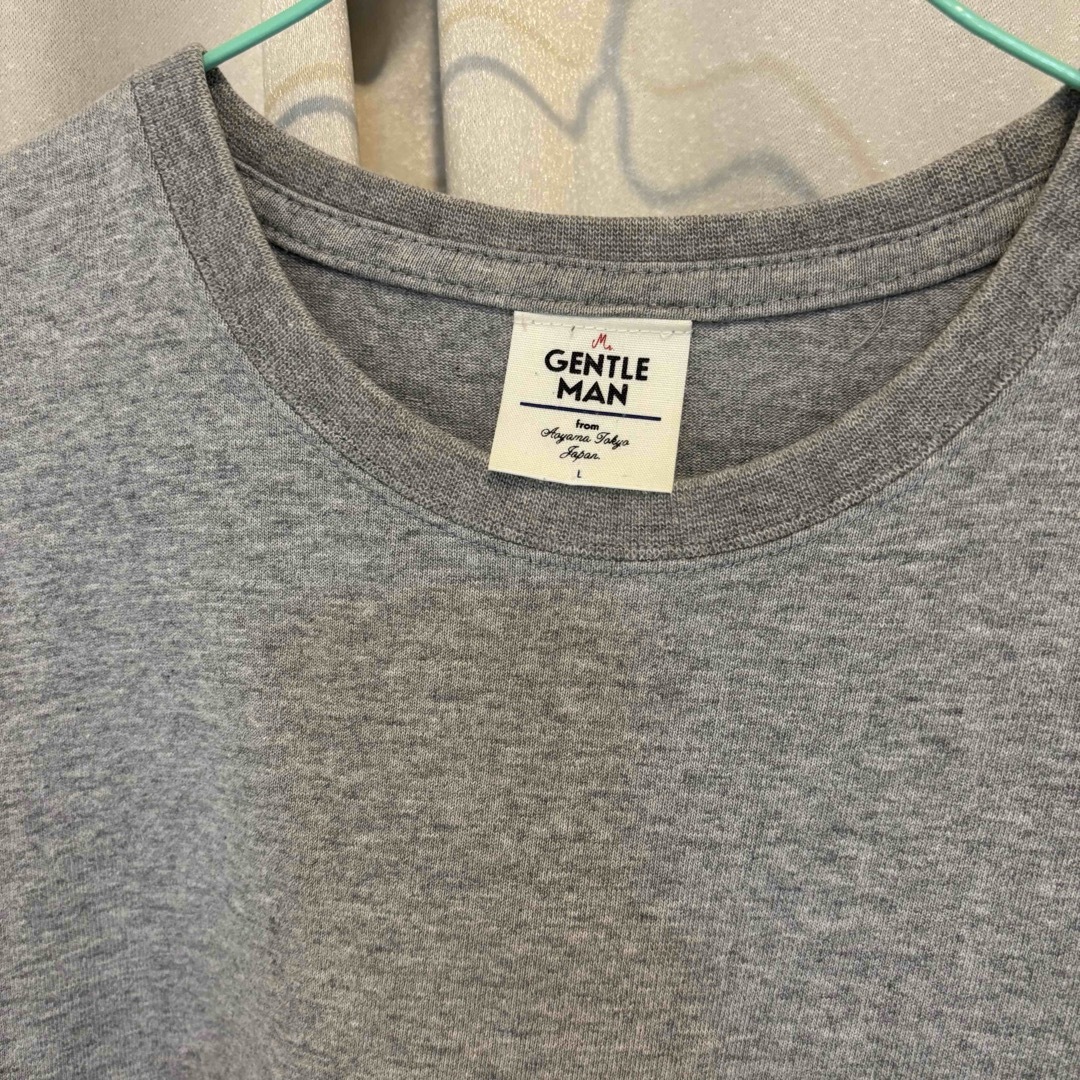 Mr.
GENTLE
MAN
from
Aoyama Tokyo
Japan.
L